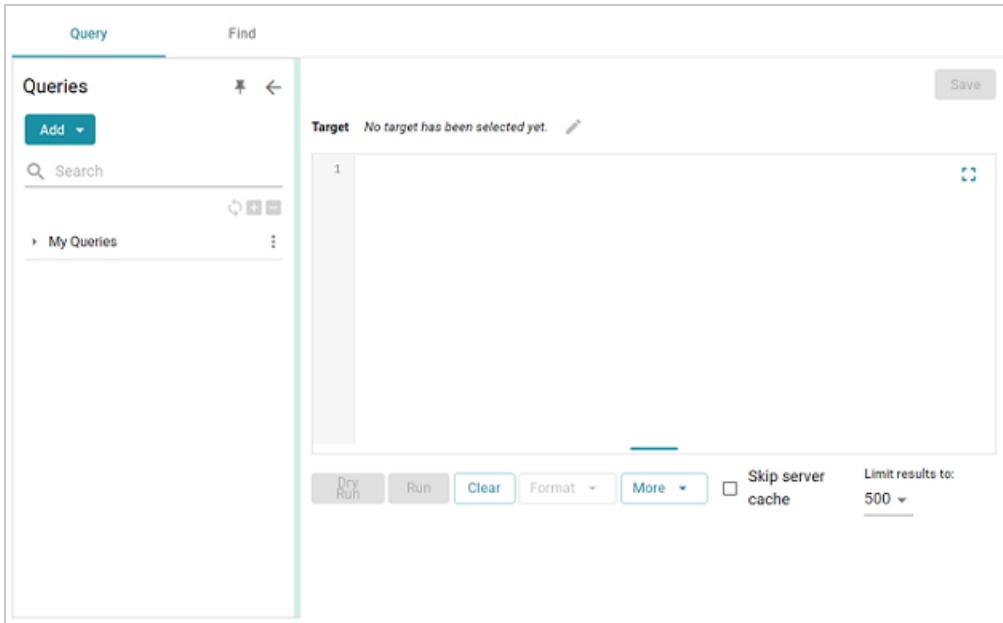 Query
Find
Queries
Add
Search
My Queries
Save
Target No target has been selected yet.
1
Dry
Run
Run
Clear
Format
More
Skip server
cache
Limit results to:
500